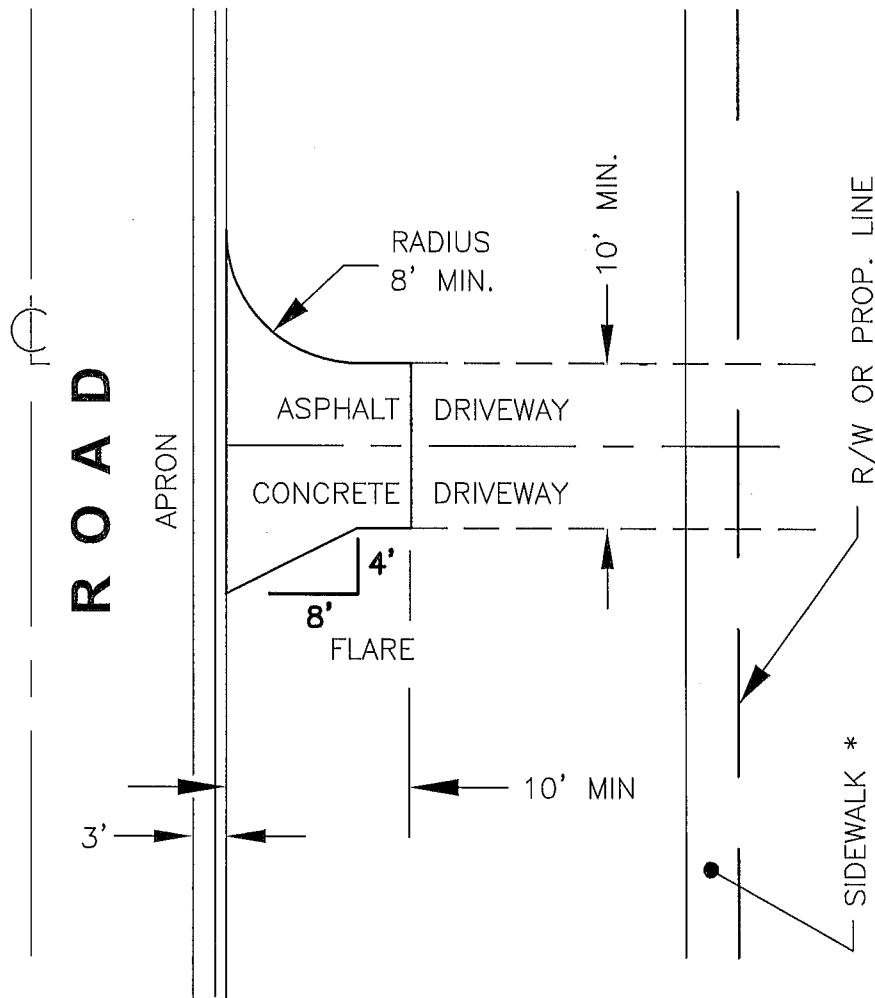 RADIUS
8' MIN.
10' MIN.
R/W OR PROP. LINE
℄
ROAD
APRON
ASPHALT DRIVEWAY
CONCRETE DRIVEWAY
4'
8'
FLARE
10' MIN
3'
SIDEWALK *